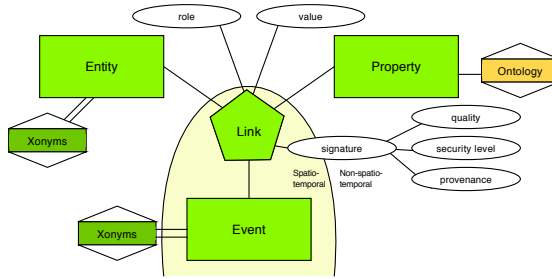 role
value
Entity
Property
Ontology
Link
quality
Xonyms
signature
security level
Spatio-
temporal
Non-spatio-
temporal
provenance
Xonyms
Event